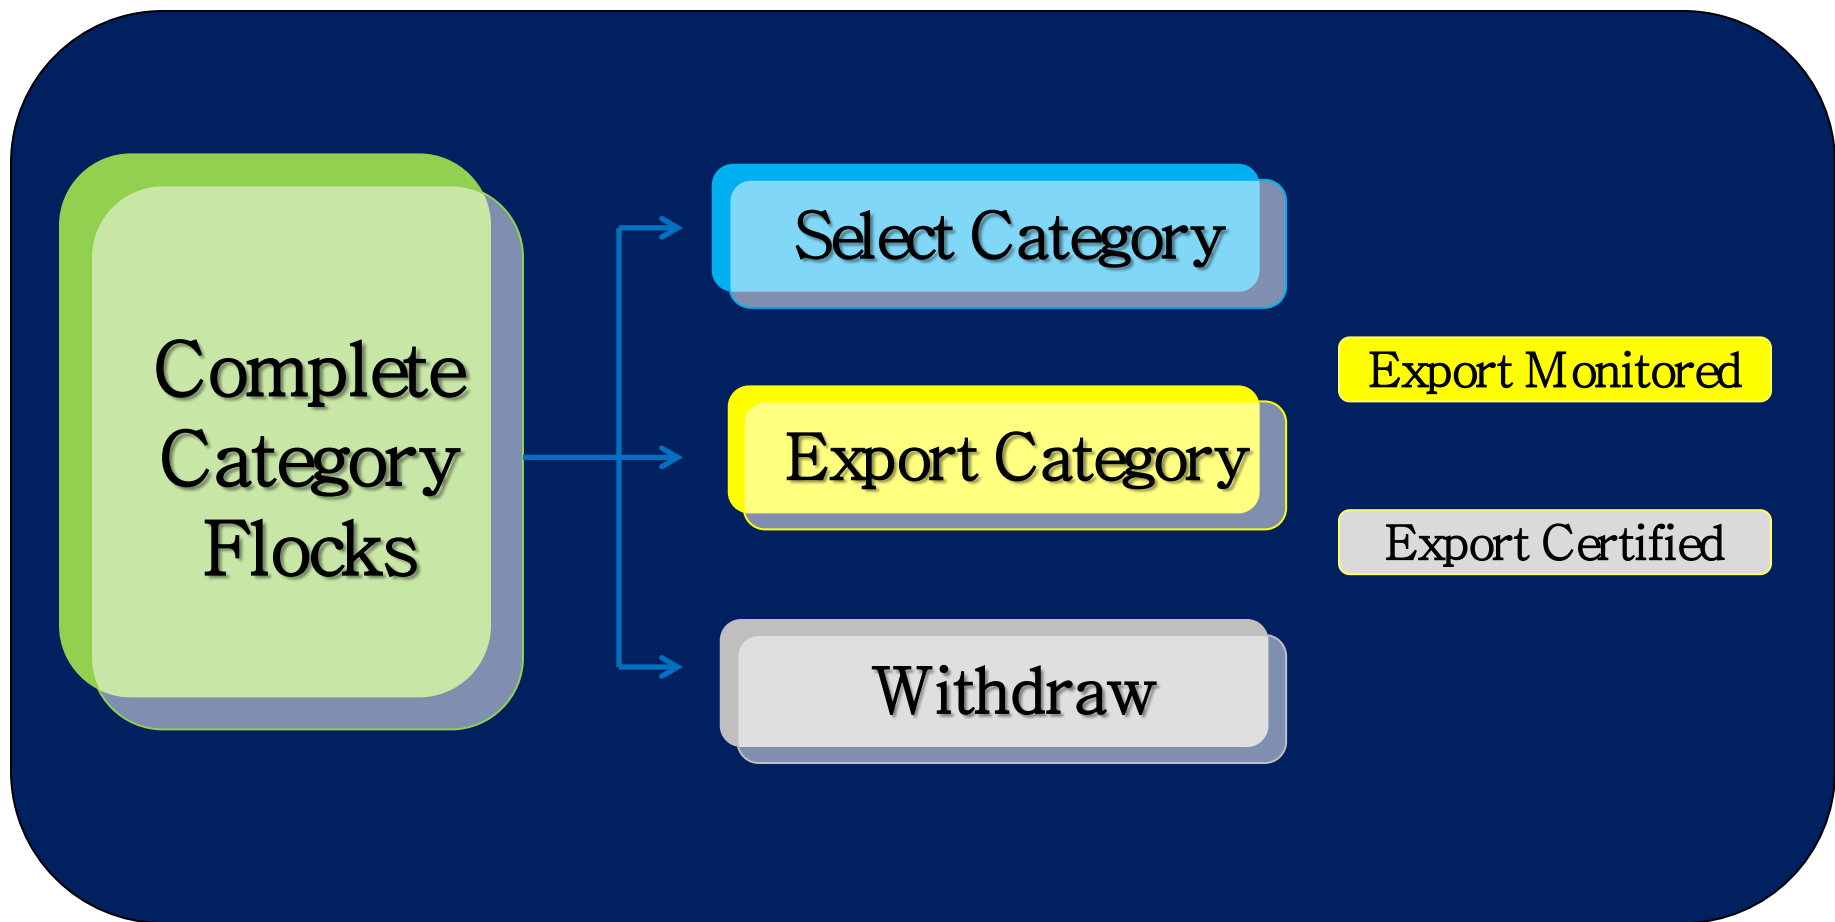 Complete
Category
Flocks
Select Category
Export Category
Withdraw
Export Monitored
Export Certified